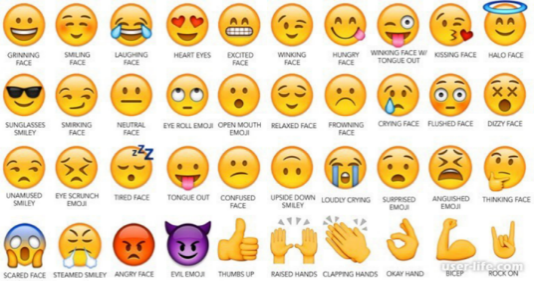 GRINNING
FACE
SMILING
FACE
LAUGHING
FACE
HEART EYES
EXCITED
FACE
WINKING
FACE
HUNGRY
FACE
WINKING FACE W/
TONGUE OUT
KISSING FACE
HALO FACE
SUNGLASSES
SMILEY
SMIRKING
FACE
NEUTRAL
FACE
EYE ROLL EMOJI
OPEN MOUTH
EMOJI
RELAXED FACE
FROWNING
FACE
CRYING FACE
FLUSHED FACE
DIZZY FACE
zzz
UNAMUSED
SMILEY
EYE SCRUNCH
EMOJI
TIRED FACE
TONGUE OUT
CONFUSED
FACE
UPSIDE DOWN
SMILEY
LOUDLY CRYING
SURPRISED
EMOJI
ANGUISHED
EMOJI
THINKING FACE
SCARED FACE
STEAMED SMILEY
ANGRY FACE
EVIL EMOJI
THUMBS UP
RAISED HANDS
CLAPPING HANDS
OKAY HAND
BICEP
ROCK ON
user-life.com